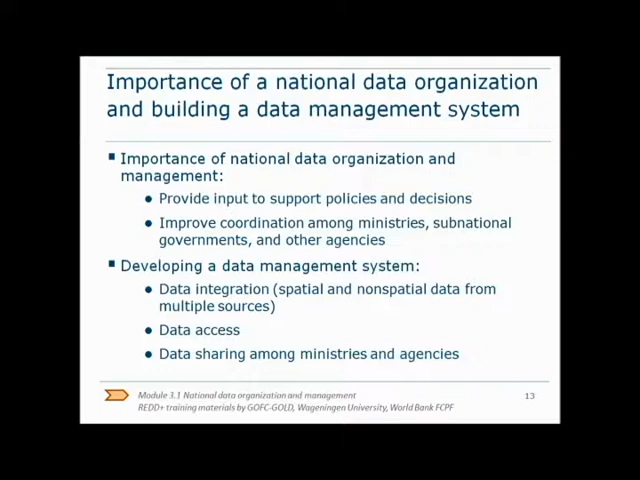 Importance of a national data organization
and building a data management system
Importance of national data organization and
management:
Provide input to support policies and decisions
Improve coordination among ministries, subnational
governments, and other agencies
Developing a data management system:
Data integration (spatial and nonspatial data from
multiple sources)
Data access
Data sharing among ministries and agencies
Module 3.1 National data organization and management
REDD+ training materials by GOFC-GOLD, Wageningen University, World Bank FCPF
13